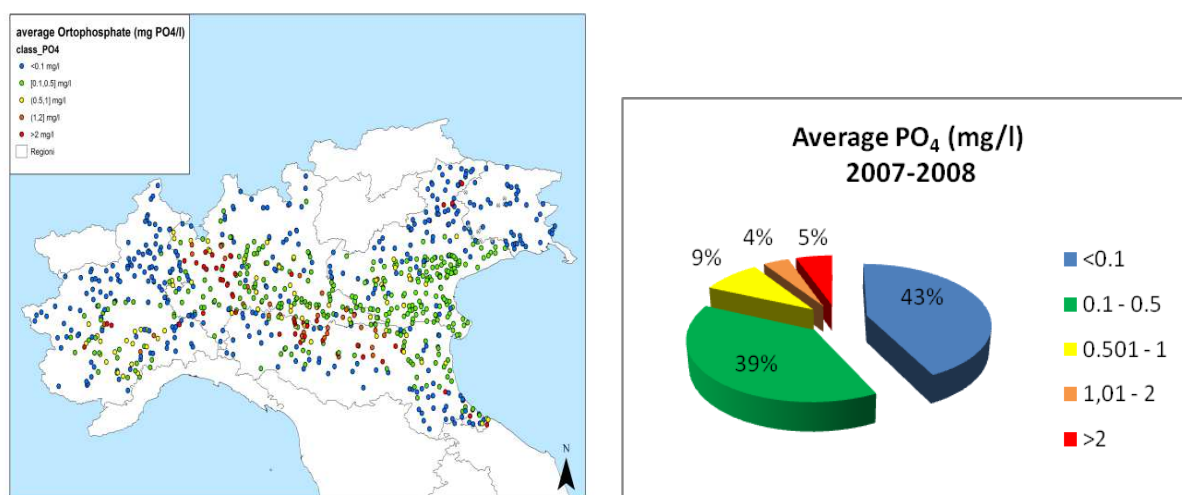 average Ortophosphate (mg PO4/l)
class_PO4
<0.1 mg/l
]0.1,0.5] mg/l
(0.5,1] mg/l
(1,2] mg/l
>2 mg/l
Regioni
N
Average PO₄ (mg/l)
2007-2008
43%
39%
9%
4%
5%
<0.1
0.1 - 0.5
0.501 - 1
1,01 - 2
>2